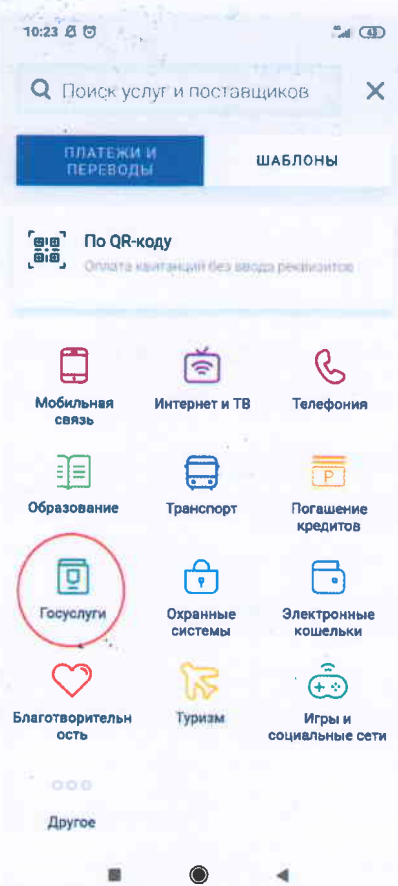 10:23
43
Поиск услуг и поставщиков
ПЛАТЕЖИ И
ПЕРЕВОДЫ
ШАБЛОНЫ
По QR-коду
Оплата квитанций без ввода реквизитов
Мобильная
связь
Интернет и ТВ
Телефония
Образование
Транспорт
Погашение
кредитов
Госуслуги
Охранные
системы
Электронные
кошельки
Благотворительн
ость
Туризм
Игры и
социальные сети
Другое